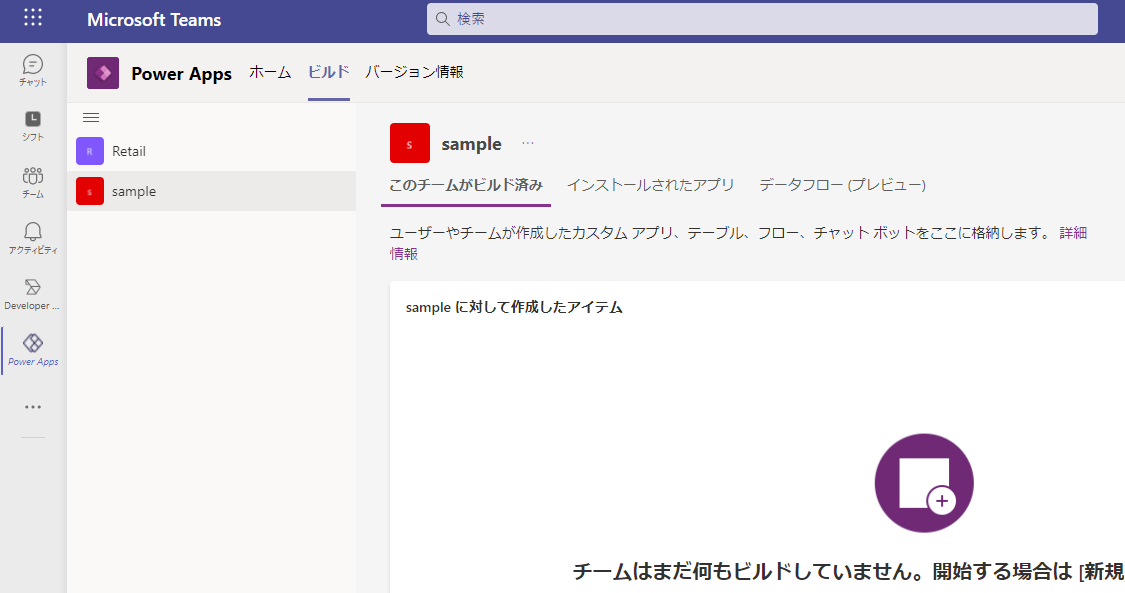 Microsoft Teams
検索
チャット
シフト
チーム
アクティビティ
Developer ...
Power Apps
Power Apps ホーム ビルド バージョン情報
R Retail
s sample
s sample ...
このチームがビルド済み インストールされたアプリ データフロー (プレビュー)
ユーザーやチームが作成したカスタム アプリ、テーブル、フロー、チャット ボットをここに格納します。 詳細
情報
sample に対して作成したアイテム
チームはまだ何もビルドしていません。開始する場合は [新規